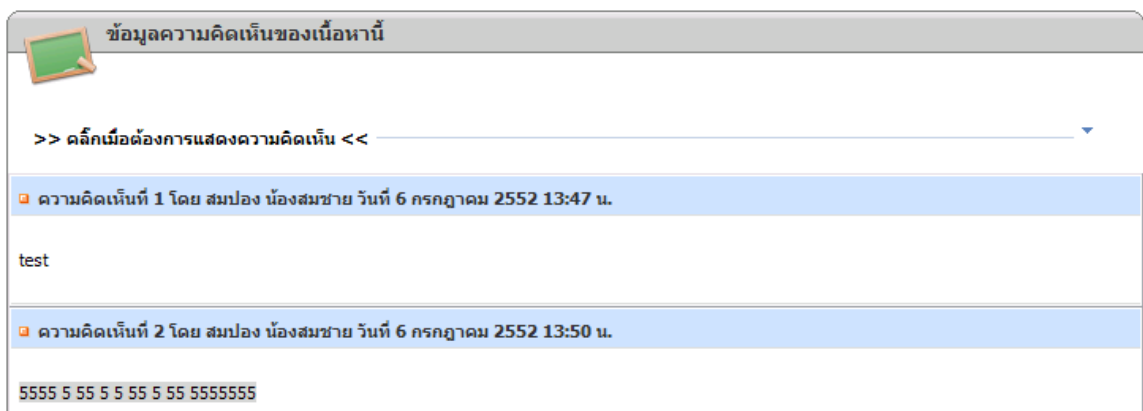 ข้อมูลความคิดเห็นของเนื้อหานี้
>> คลิ๊กเมื่อต้องการแสดงความคิดเห็น <<
ความคิดเห็นที่ 1 โดย สมปอง น้องสมชาย วันที่ 6 กรกฎาคม 2552 13:47 น.
test
ความคิดเห็นที่ 2 โดย สมปอง น้องสมชาย วันที่ 6 กรกฎาคม 2552 13:50 น.
5555 5 55 5 5 55 5 55 5555555